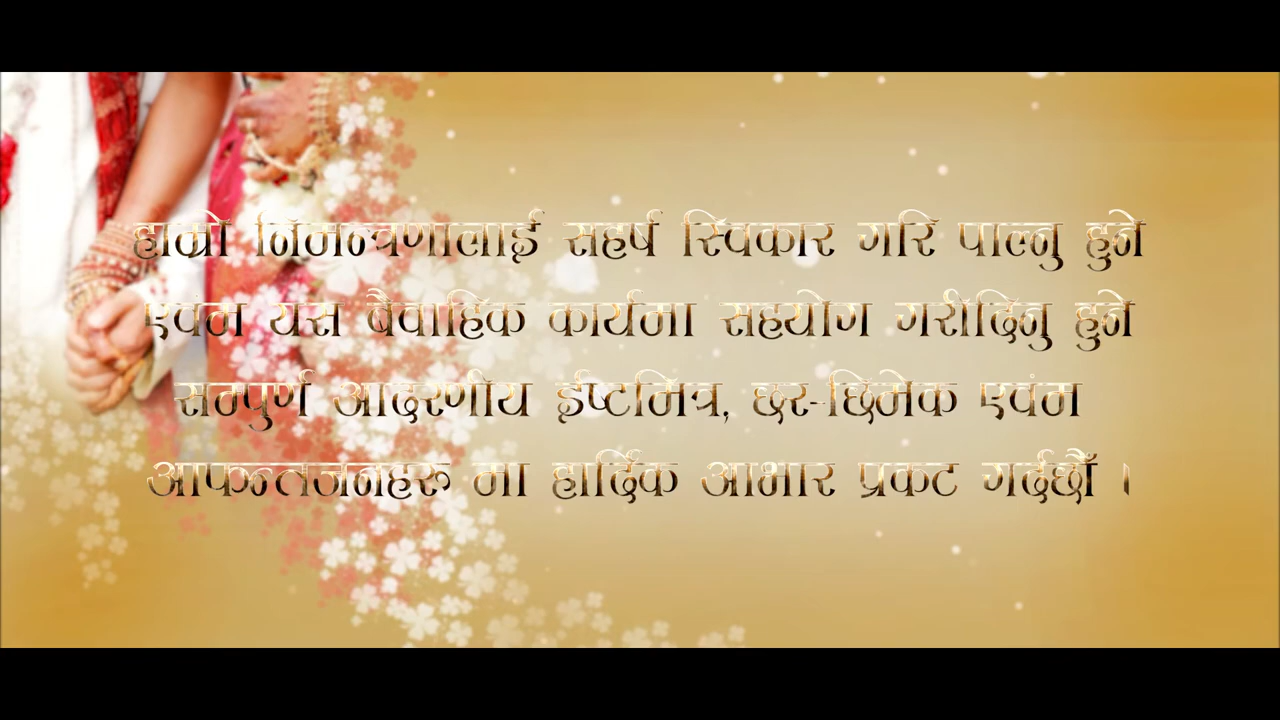 हाम्रो निमन्त्रणालाई सहर्ष स्विकार गरि पाल्नु हुने
एवंम यस बैवाहिक कार्यमा सहयोग गरीदिनु हुने
सम्पुर्ण आदरणीय ईष्टमित्र, छर-छिमेक एवंम
आफन्तजनहरू मा हार्दिक आभार प्रकट गर्दछौँ ।